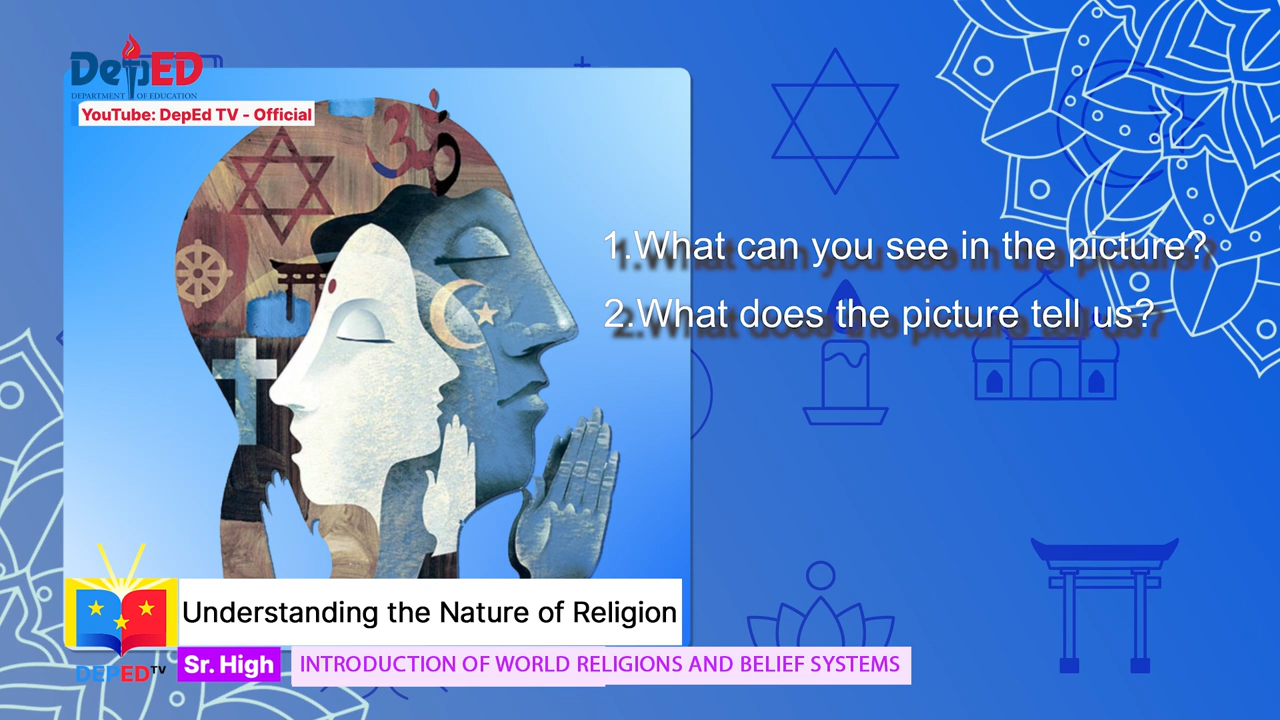 DepED
DEPARTMENT OF EDUCATION
YouTube: DepEd TV - Official
1.What can you see in the picture?
2.What does the picture tell us?
Understanding the Nature of Religion
DEPED TV
Sr. High
INTRODUCTION OF WORLD RELIGIONS AND BELIEF SYSTEMS